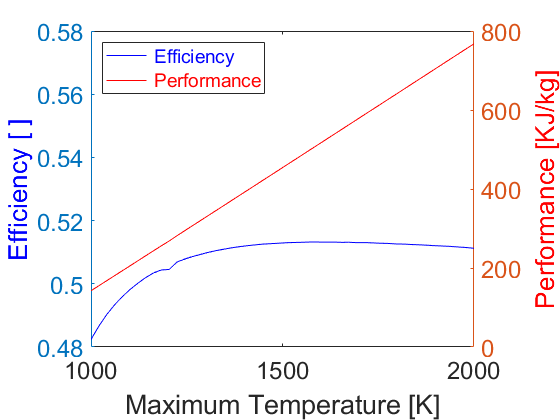 0.58
0.56
0.54
0.52
0.5
0.48
Efficiency [ ]
Efficiency
Performance
800
600
400
200
0
Performance [KJ/kg]
1000
1500
2000
Maximum Temperature [K]